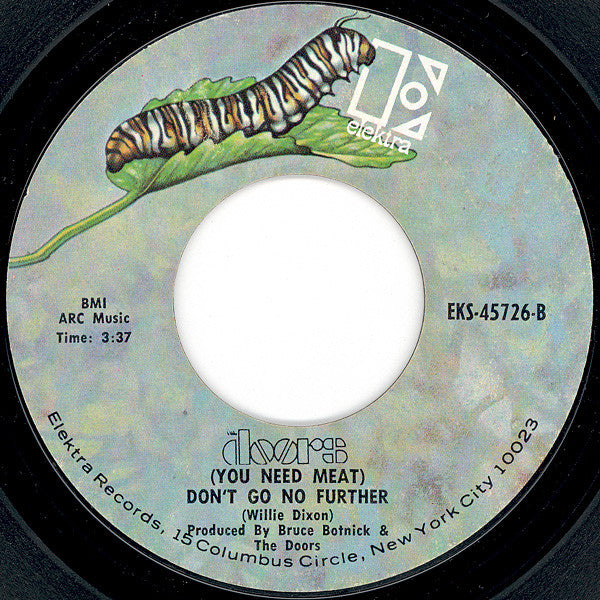 elektra
BMI
ARC Music
Time: 3:37
EKS-45726-B
the doors
(YOU NEED MEAT)
DON'T GO NO FURTHER
(Willie Dixon)
Produced By Bruce Botnick &
The Doors
Elektra Records, 15 Columbus Circle, New York City 10023